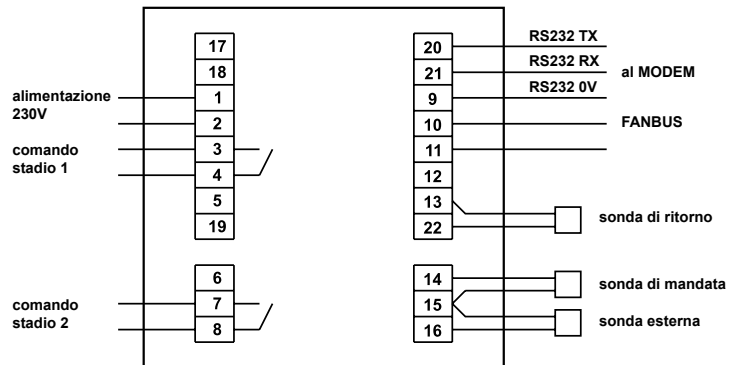 17
18
alimentazione
230V
1
2
comando
stadio 1
3
4
5
19
comando
stadio 2
6
7
8
20
RS232 TX
21
RS232 RX
al MODEM
9
RS232 0V
10
FANBUS
11
12
13
22
sonda di ritorno
14
sonda di mandata
15
16
sonda esterna